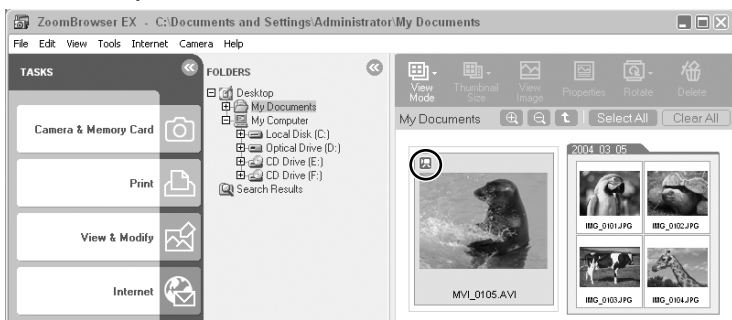 ZoomBrowser EX - C:\Documents and Settings\Administrator\My Documents
File Edit View Tools Internet Camera Help
TASKS
Camera & Memory Card
Print
View & Modify
Internet
FOLDERS
Desktop
My Documents
My Computer
Local Disk (C:)
Optical Drive (D:)
CD Drive (E:)
CD Drive (F:)
Search Results
View Mode
Thumbnail Size
View Image
Properties
Rotate
Delete
My Documents
Select All
Clear All
MVI_0105.AVI
2004_03_05
IMG_0101.JPG
IMG_0102.JPG
IMG_0103.JPG
IMG_0104.JPG